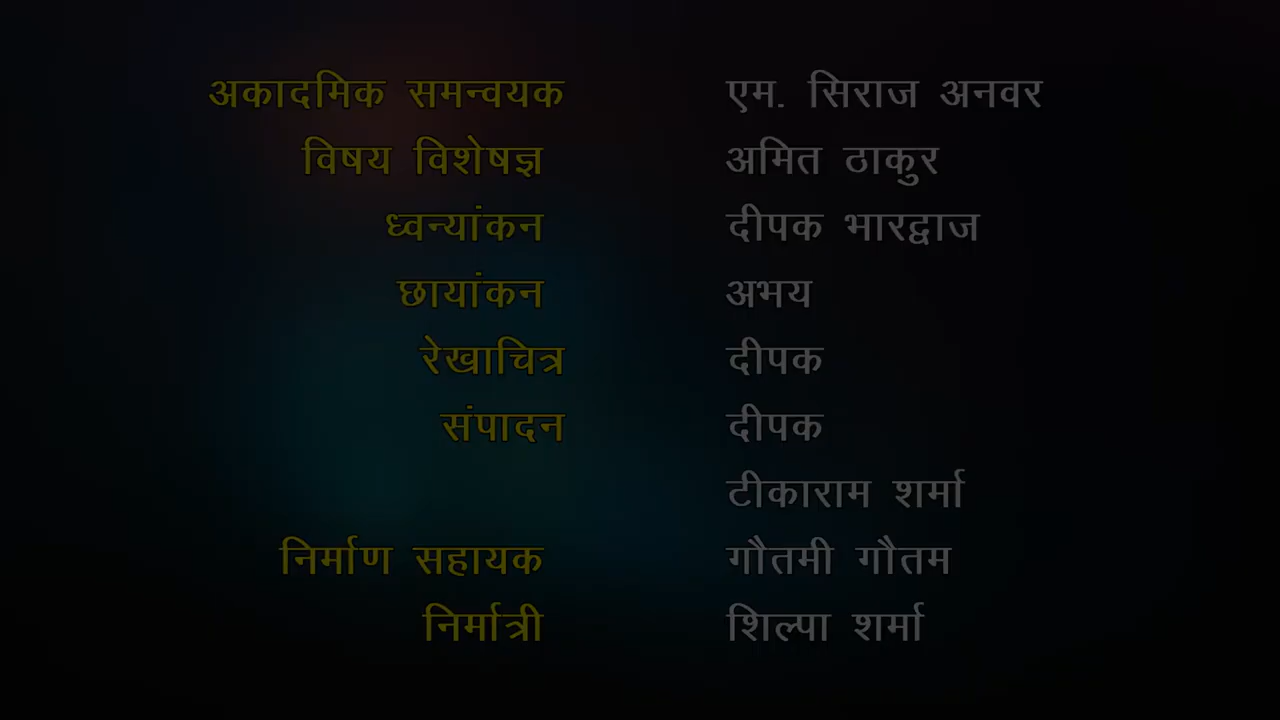 अकादमिक समन्वयक एम. सिराज अनवर
विषय विशेषज्ञ अमित ठाकुर
ध्वन्यांकन दीपक भारद्वाज
छायांकन अभय
रेखाचित्र दीपक
संपादन दीपक
टीकाराम शर्मा
निर्माण सहायक गौतमी गौतम
निर्मात्री शिल्पा शर्मा